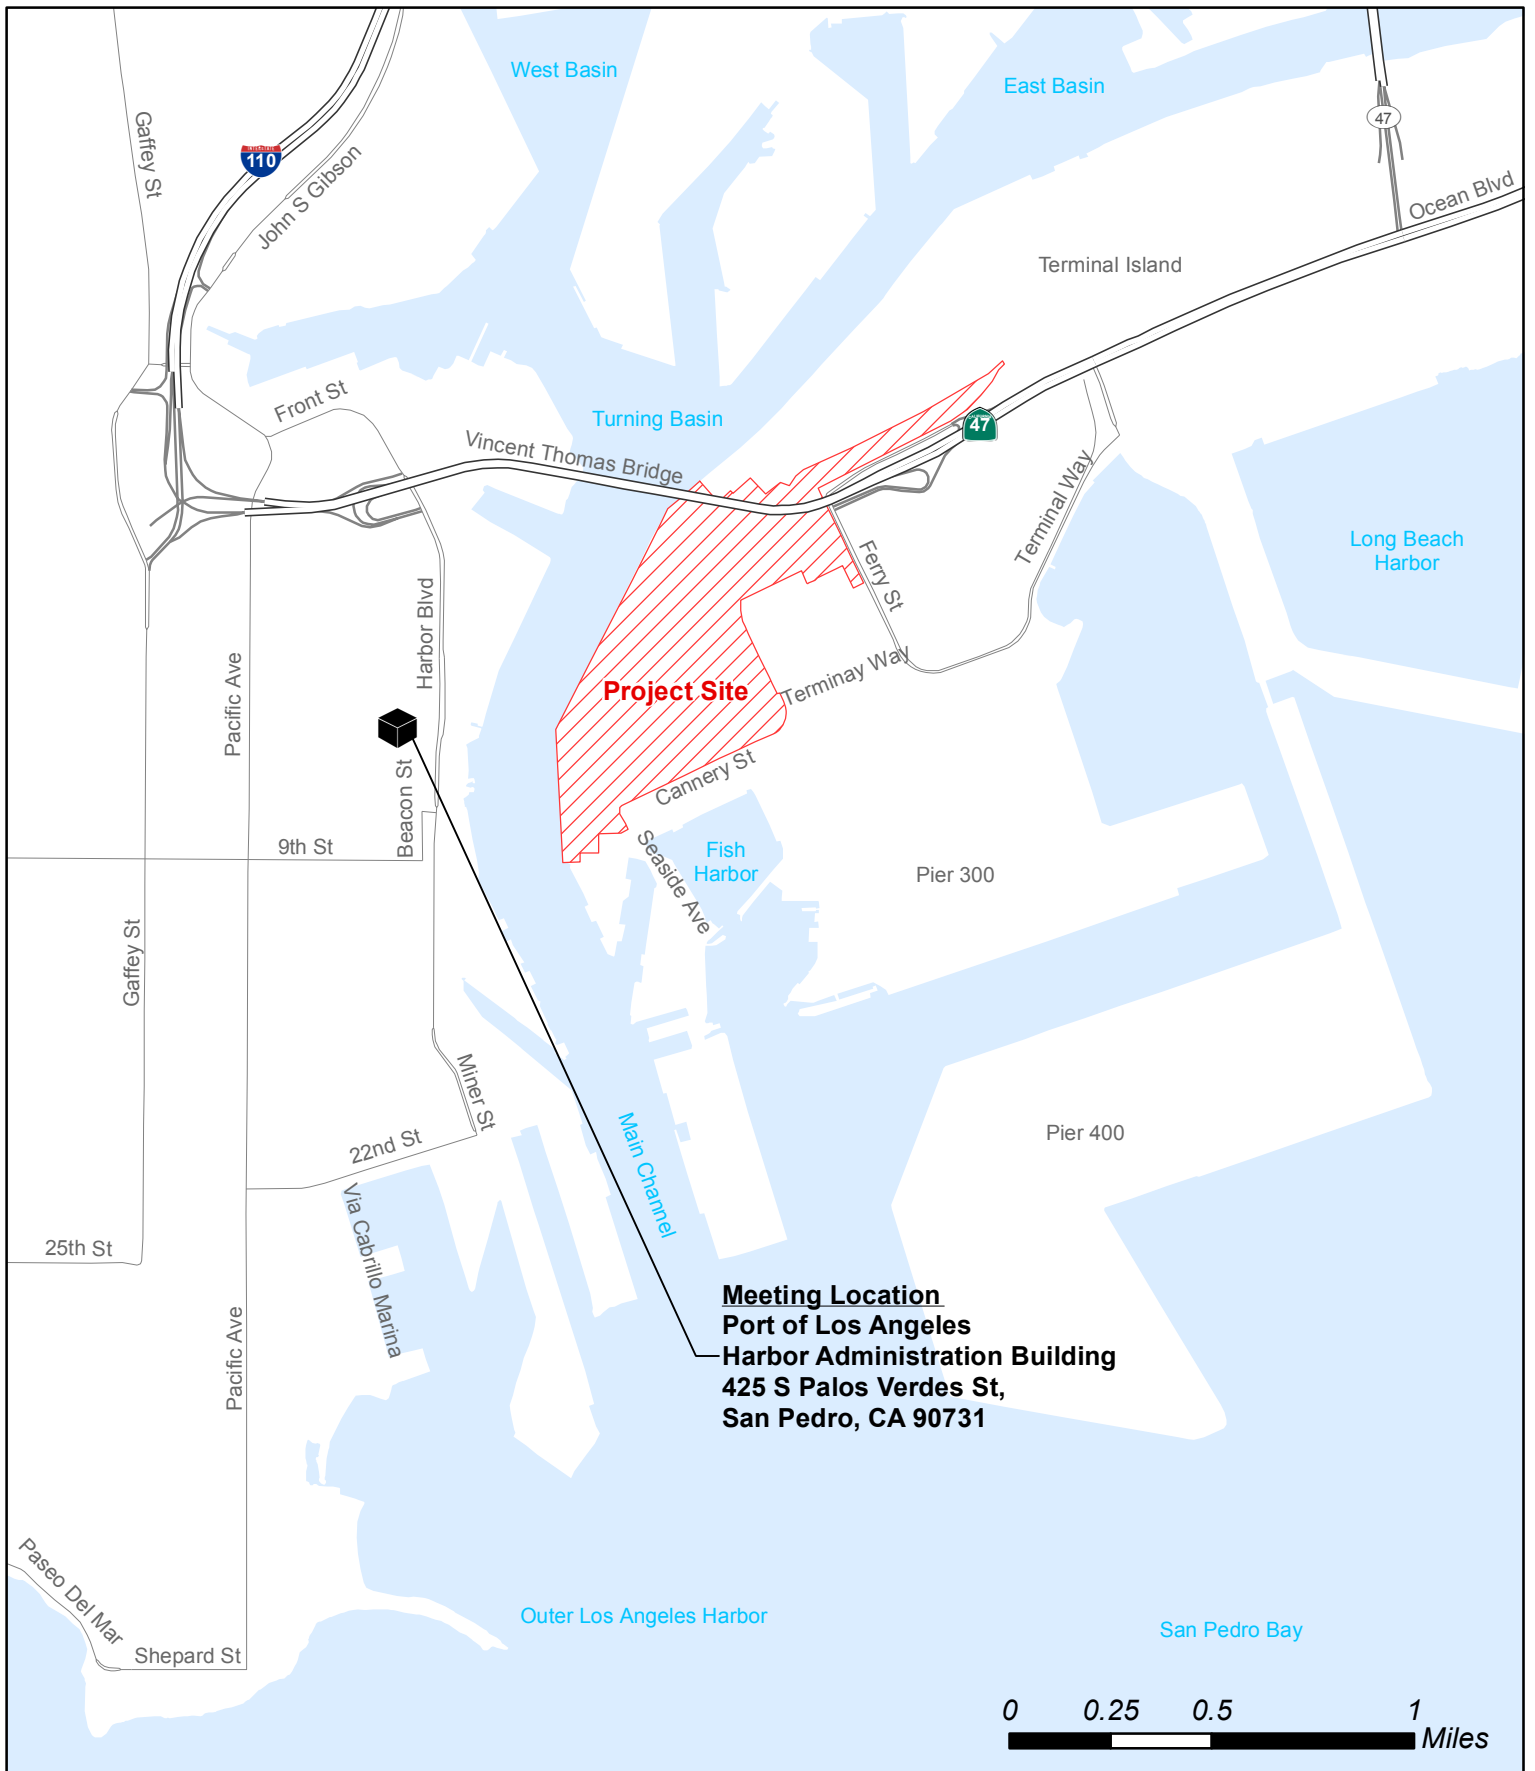 West Basin
East Basin
47
Gaffey St
110
John S Gibson
Ocean Blvd
Terminal Island
Front St
Turning Basin
47
Vincent Thomas Bridge
Terminal Way
Long Beach
Harbor
Ferry St
Harbor Blvd
Pacific Ave
Terminay Way
Project Site
Cannery St
Beacon St
9th St
Seaside Ave
Fish
Harbor
Pier 300
Gaffey St
Miner St
Main Channel
22nd St
Pier 400
Via Cabrillo Marina
25th St
Meeting Location
Port of Los Angeles
Harbor Administration Building
425 S Palos Verdes St,
San Pedro, CA 90731
Pacific Ave
Paseo Del Mar
Outer Los Angeles Harbor
San Pedro Bay
Shepard St
0 0.25 0.5 1
Miles